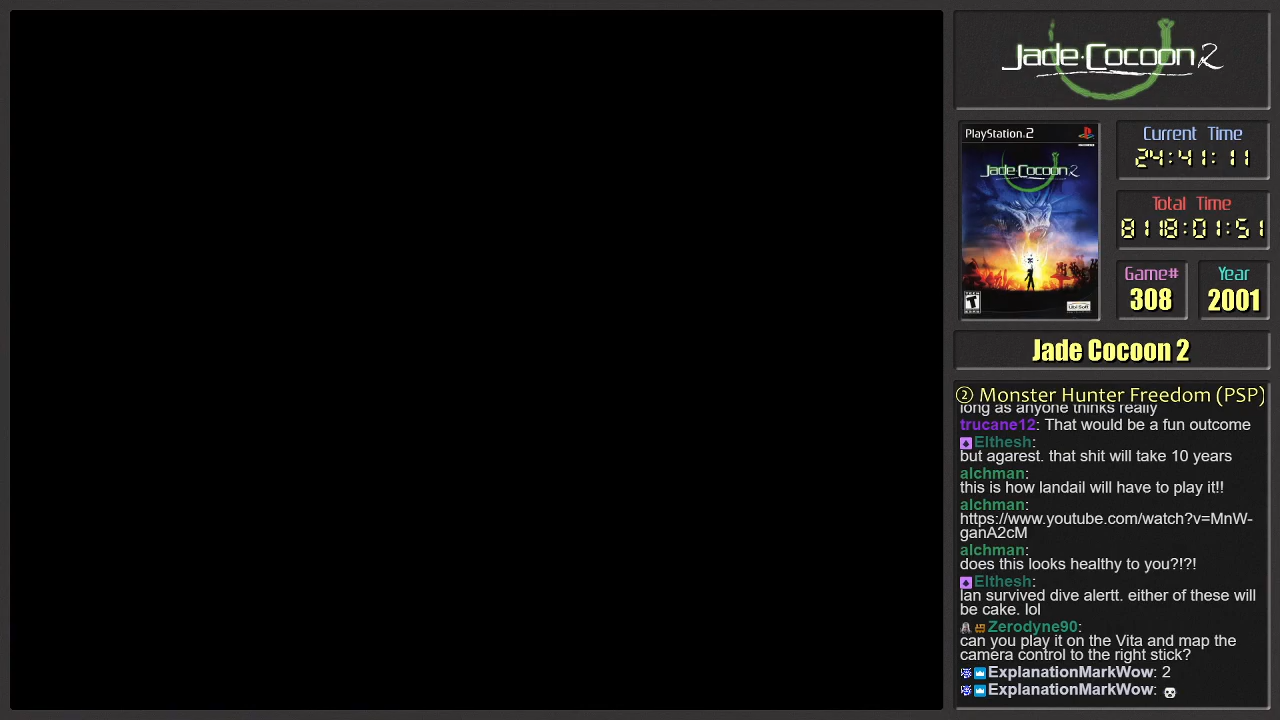 Jade Cocoon 2
PlayStation.2
Jade Cocoon 2
TEEN
T
Ubi Soft
Current Time
24:41:11
Total Time
8118:01:51
Game#
308
Year
2001
Jade Cocoon 2
② Monster Hunter Freedom (PSP)
long as anyone thinks really
trucane12: That would be a fun outcome
Elthesh:
but agarest. that shit will take 10 years
alchman:
this is how landail will have to play it!!
alchman:
https://www.youtube.com/watch?v=MnW-
ganA2cM
alchman:
does this looks healthy to you?!?!
Elthesh:
lan survived dive alertt. either of these will
be cake. lol
Zerodyne90:
can you play it on the Vita and map the
camera control to the right stick?
ExplanationMarkWow: 2
ExplanationMarkWow: